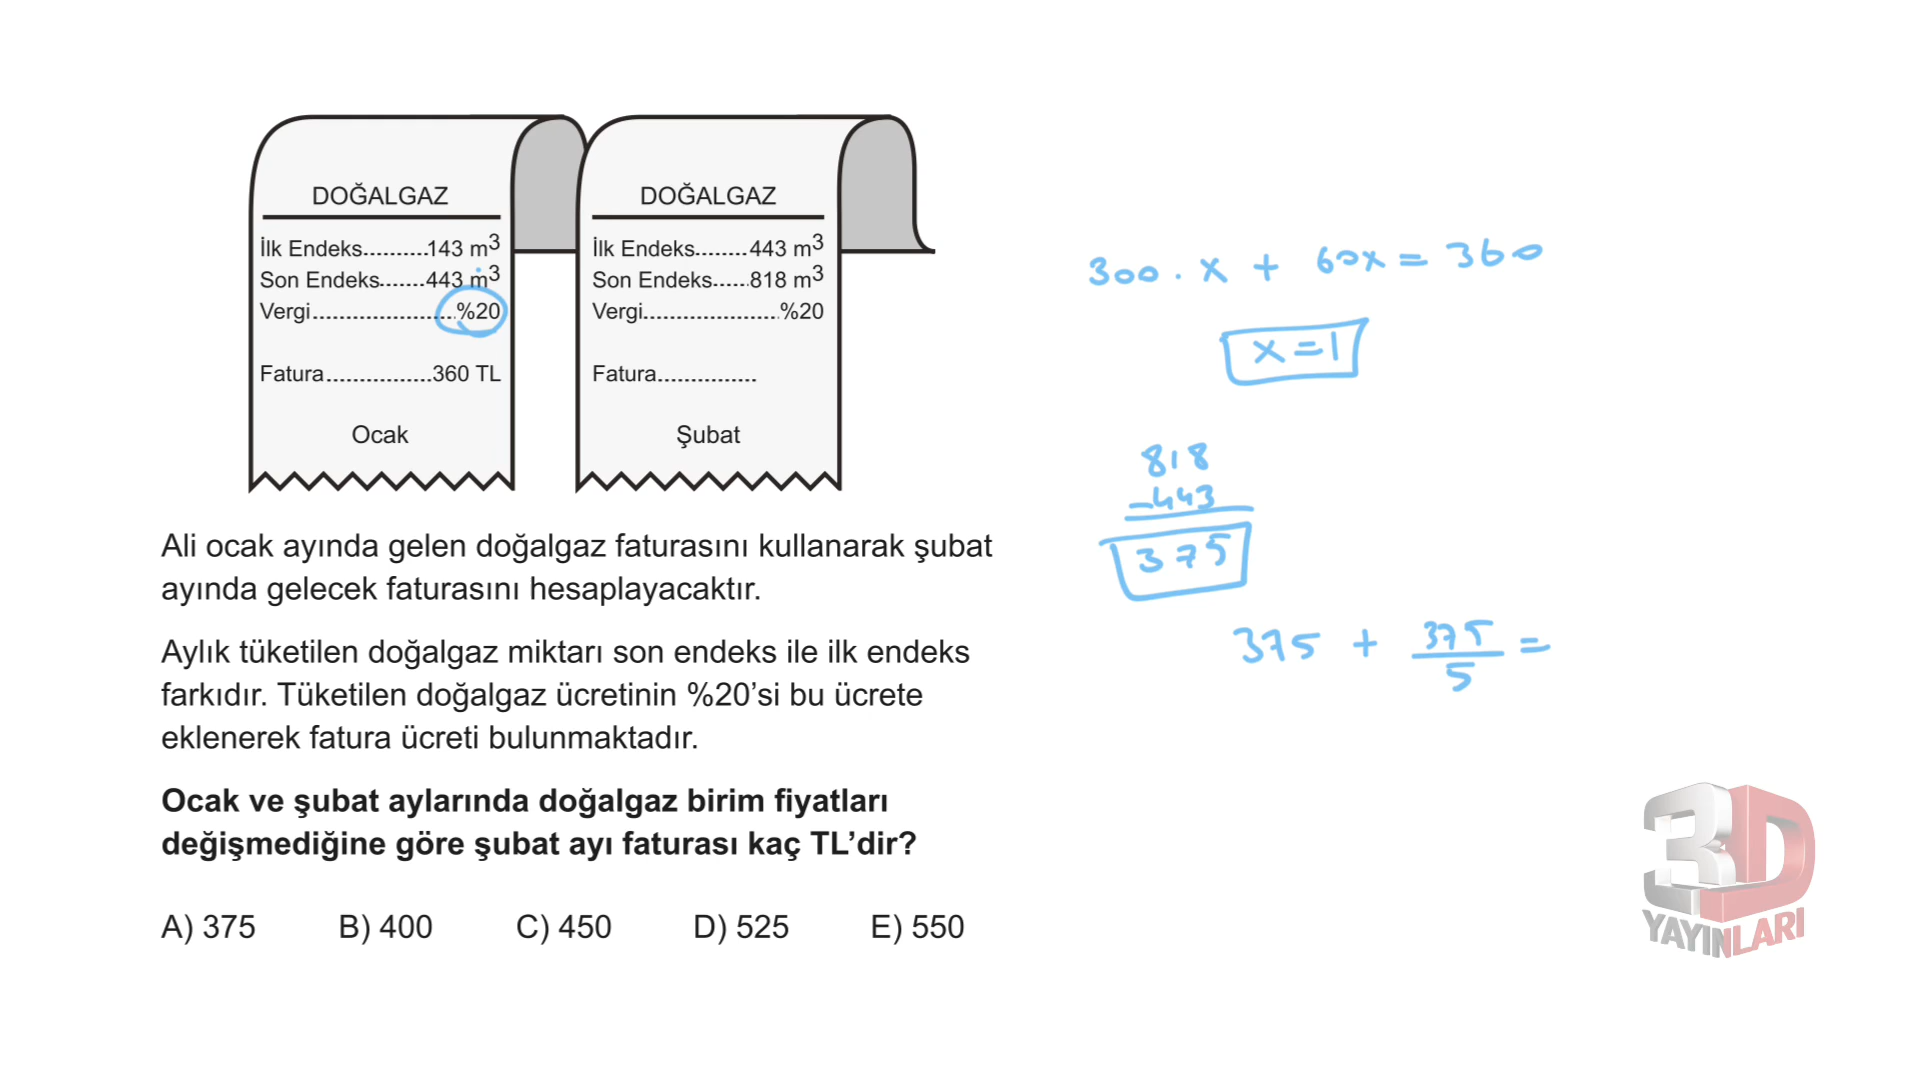 DOĞALGAZ
İlk Endeks..........143 m³
Son Endeks.......443 m³
Vergi......................%20
Fatura................360 TL
Ocak
DOĞALGAZ
İlk Endeks........443 m³
Son Endeks.....818 m³
Vergi.....................%20
Fatura...............
Şubat
Ali ocak ayında gelen doğalgaz faturasını kullanarak şubat
ayında gelecek faturasını hesaplayacaktır.
Aylık tüketilen doğalgaz miktarı son endeks ile ilk endeks
farkıdır. Tüketilen doğalgaz ücretinin %20’si bu ücrete
eklenerek fatura ücreti bulunmaktadır.
Ocak ve şubat aylarında doğalgaz birim fiyatları
değişmediğine göre şubat ayı faturası kaç TL’dir?
A) 375 B) 400 C) 450 D) 525 E) 550
300 . x + 60x = 360
x = 1
818
-443
375
375 + 375/5 =
3D
YAYINLARI